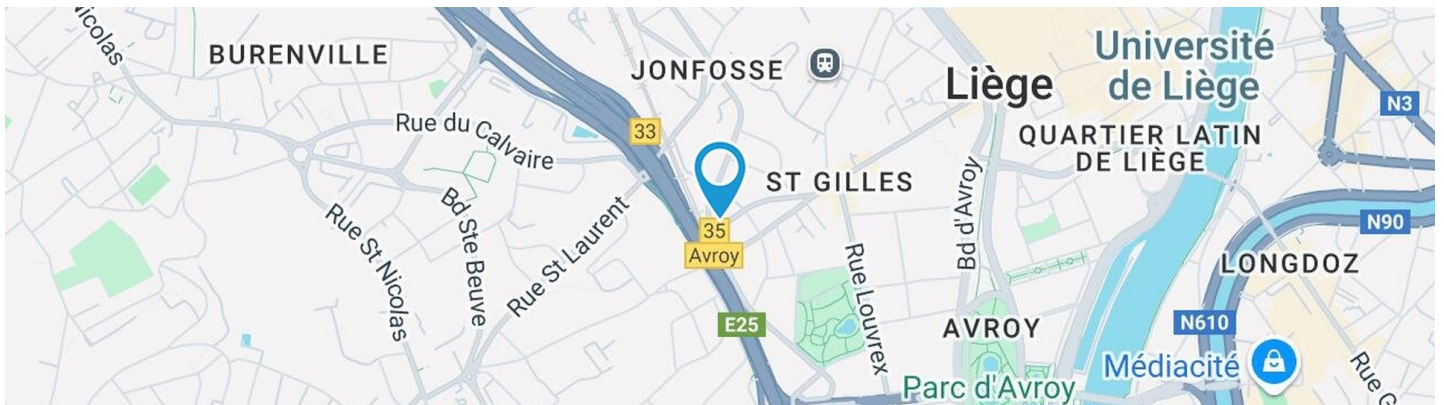 Nicolas
BURENVILLE
JONFOSSE
Liège
Université
de Liège
N3
33
Rue du Calvaire
QUARTIER LATIN
DE LIÈGE
ST GILLES
Bd Ste Beuve
Rue St Laurent
Rue St Nicolas
35
Avroy
Bd d'Avroy
N90
Rue Louvrex
LONGDOZ
E25
AVROY
N610
Médiacité
Parc d'Avroy
Rue G